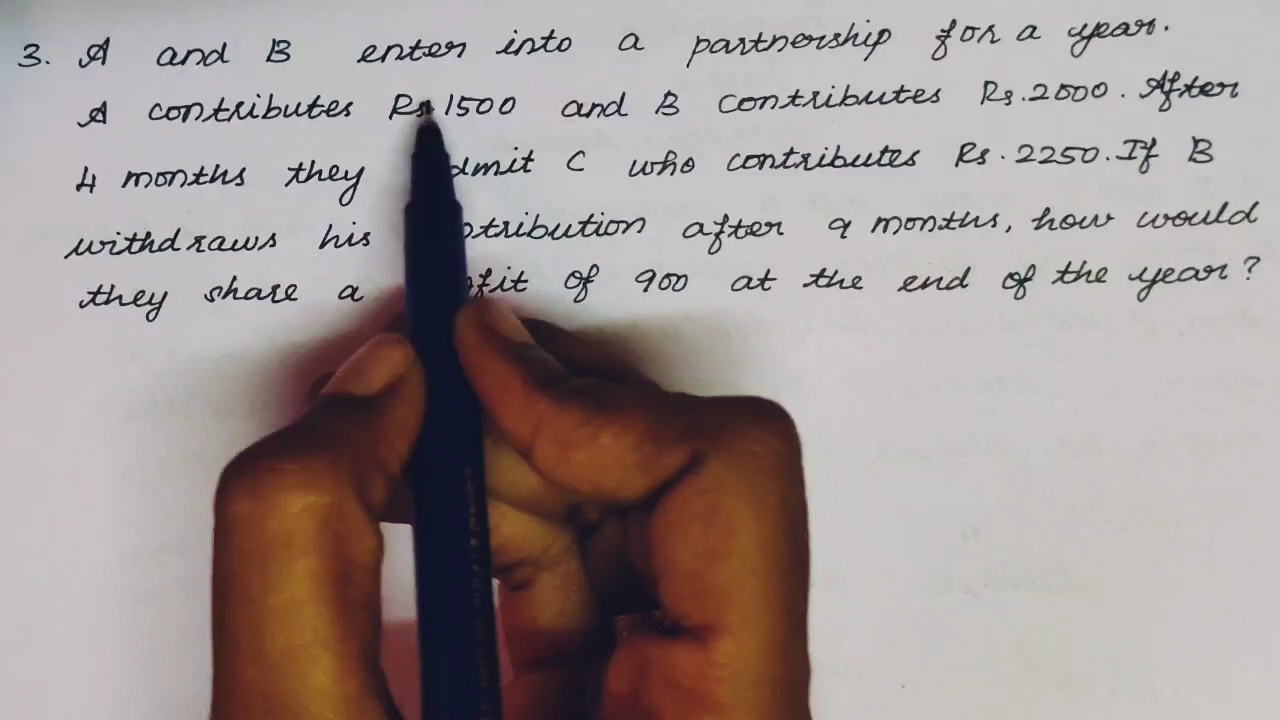 3. A and B enter into a partnership for a year.
A contributes Rs 1500 and B contributes Rs.2000. After
4 months they dmit C who contributes Rs.2250. If B
withdraws his tribution after 9 months, how would
they share a fit of 900 at the end of the year?